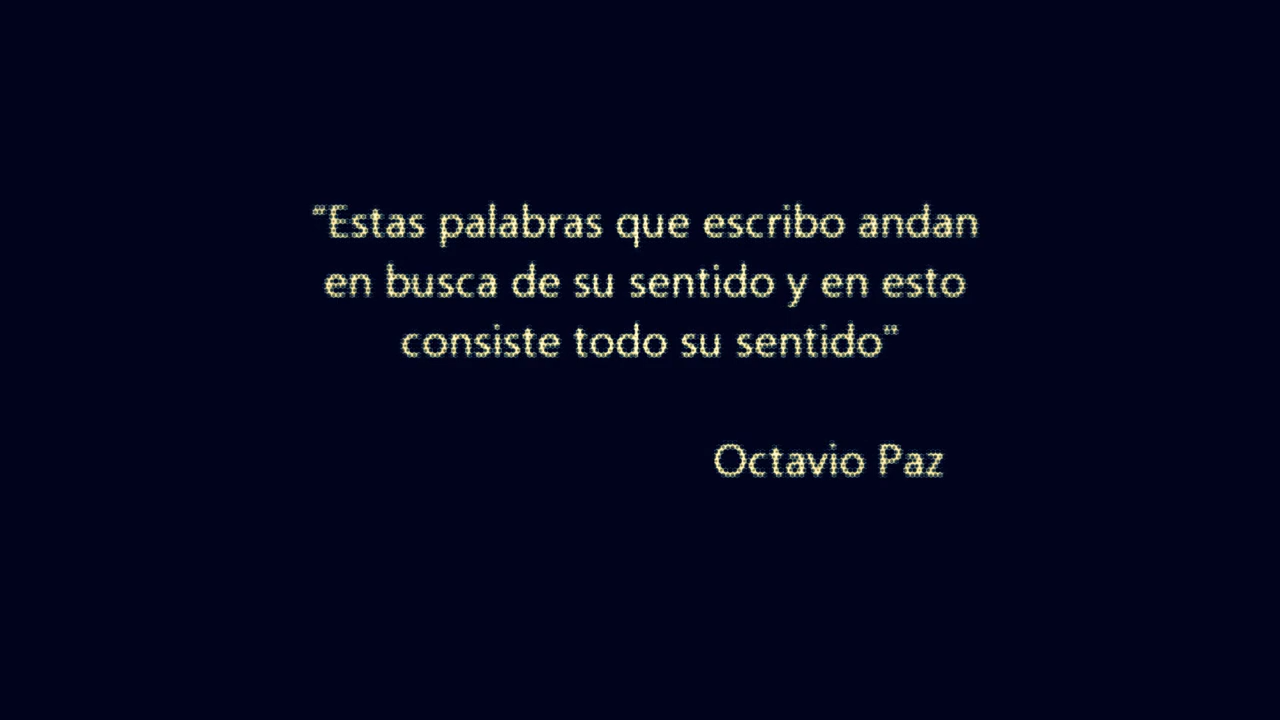 “Estas palabras que escribo andan
en busca de su sentido y en esto
consiste todo su sentido”
Octavio Paz